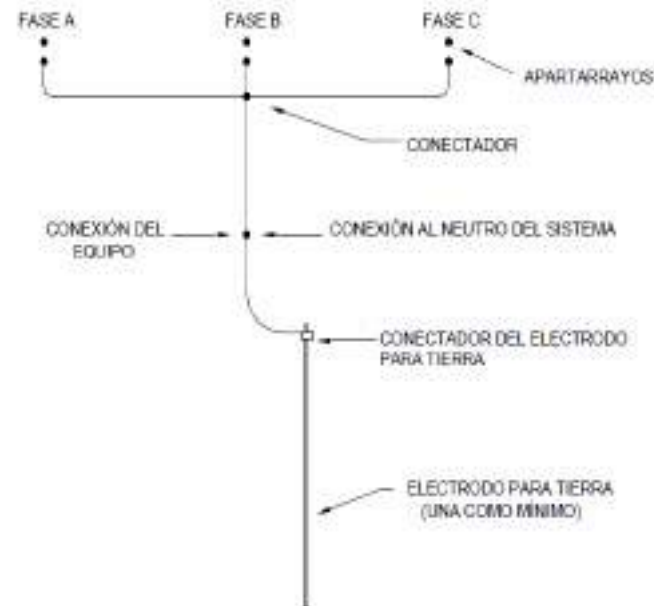 FASE A
FASE B
FASE C
APARTARRAYOS
CONECTADOR
CONEXIÓN DEL
EQUIPO
CONEXIÓN AL NEUTRO DEL SISTEMA
CONECTADOR DEL ELECTRODO
PARA TIERRA
ELECTRODO PARA TIERRA
(UNA COMO MÍNIMO)